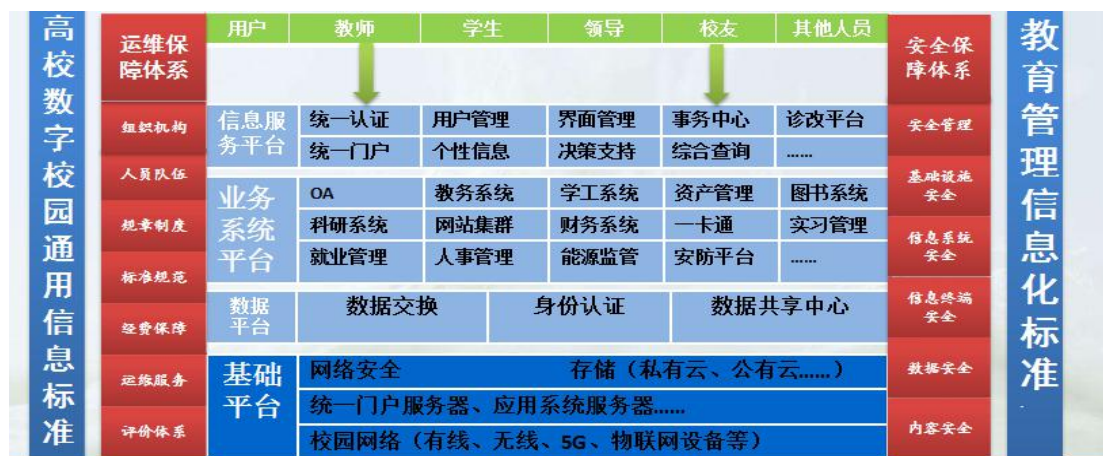 高校数字校园通用信息标准
运维保
障体系
组织机构
人员队伍
规章制度
标准规范
经费保障
运维服务
评价体系
用户 教师 学生 领导 校友 其他人员
信息服
务平台
统一认证 用户管理 界面管理 事务中心 诊改平台
统一门户 个性信息 决策支持 综合查询 ......
业务
系统
平台
OA 教务系统 学工系统 资产管理 图书系统
科研系统 网站集群 财务系统 一卡通 实习管理
就业管理 人事管理 能源监管 安防平台 ......
数据
平台
数据交换 身份认证 数据共享中心
基础
平台
网络安全 存储（私有云、公有云......）
统一门户服务器、应用系统服务器......
校园网络（有线、无线、5G、物联网设备等）
安全保
障体系
安全管理
基础设施
安全
信息系统
安全
信息终端
安全
数据安全
内容安全
教育管理信息化标准